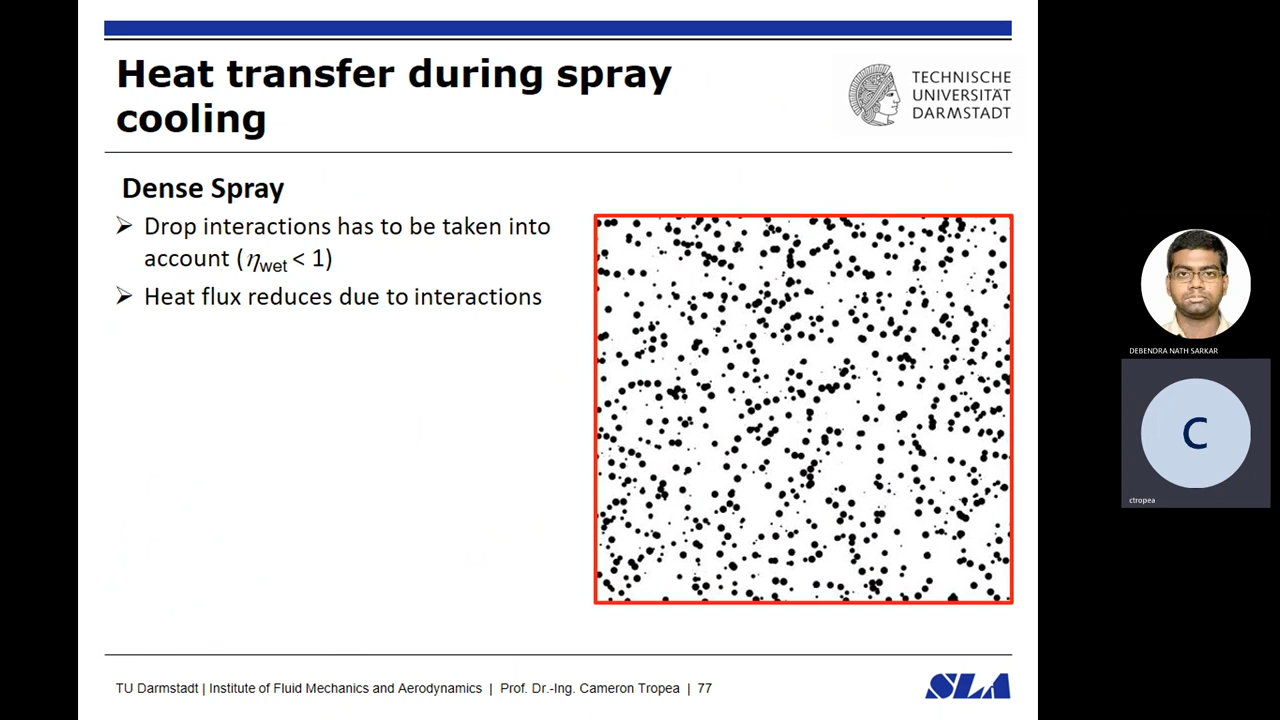 Heat transfer during spray
cooling
TECHNISCHE
UNIVERSITÄT
DARMSTADT
Dense Spray
➢ Drop interactions has to be taken into
account (ηwet < 1)
➢ Heat flux reduces due to interactions
DEBENDRA NATH SARKAR
C
ctropea
TU Darmstadt | Institute of Fluid Mechanics and Aerodynamics | Prof. Dr.-Ing. Cameron Tropea | 77
SLA